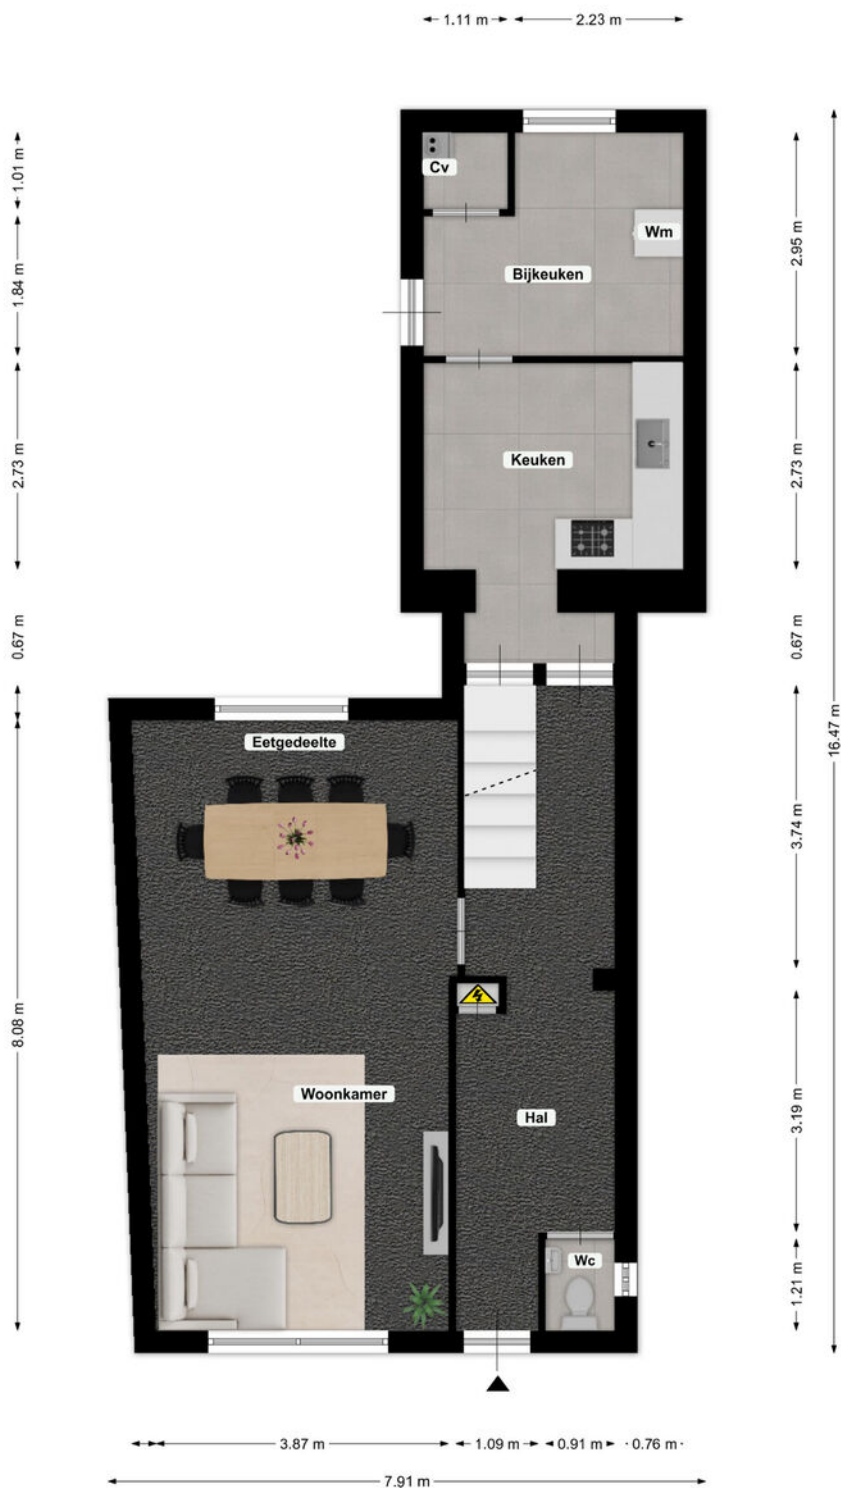 1.11 m
2.23 m
1.01 m
1.84 m
2.73 m
0.67 m
8.08 m
Cv
Wm
Bijkeuken
Keuken
Eetgedeelte
Woonkamer
Hal
Wc
2.95 m
2.73 m
0.67 m
3.74 m
3.19 m
1.21 m
16.47 m
3.87 m
1.09 m
0.91 m
0.76 m
7.91 m